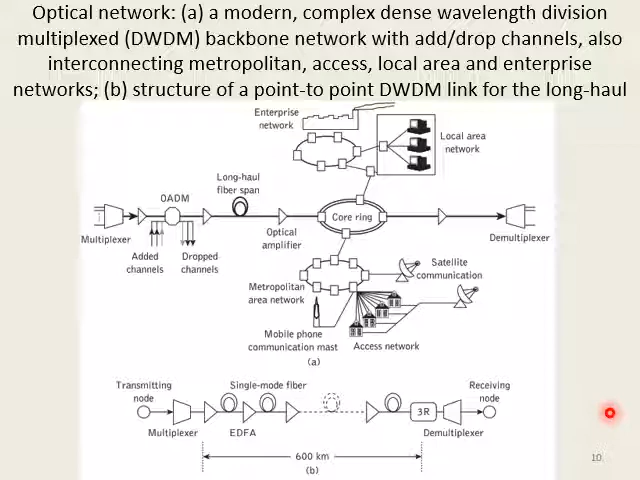 Optical network: (a) a modern, complex dense wavelength division
multiplexed (DWDM) backbone network with add/drop channels, also
interconnecting metropolitan, access, local area and enterprise
networks; (b) structure of a point-to point DWDM link for the long-haul
Enterprise
network
Local area
network
Long-haul
fiber span
OADM
Core ring
Multiplexer
Optical
amplifier
Demultiplexer
Added
channels
Dropped
channels
Satellite
communication
Metropolitan
area network
Mobile phone
communication mast
Access network
(a)
Transmitting
node
Single-mode fiber
Receiving
node
3R
Multiplexer
EDFA
Demultiplexer
600 km
(b)
10.